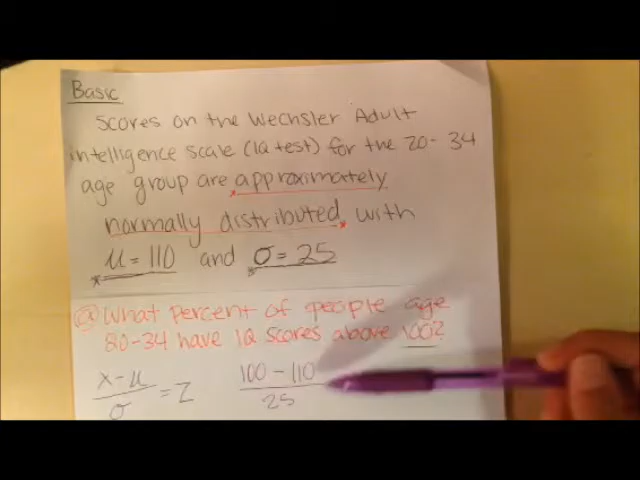 Basic
Scores on the Wechsler Adult
intelligence scale (IQ test) for the 20-34
age group are approximately
normally distributed with
μ = 110 and σ = 25
ⓐ What percent of people age
20-34 have IQ scores above 100?
x-μ/σ = Z 100-110/25